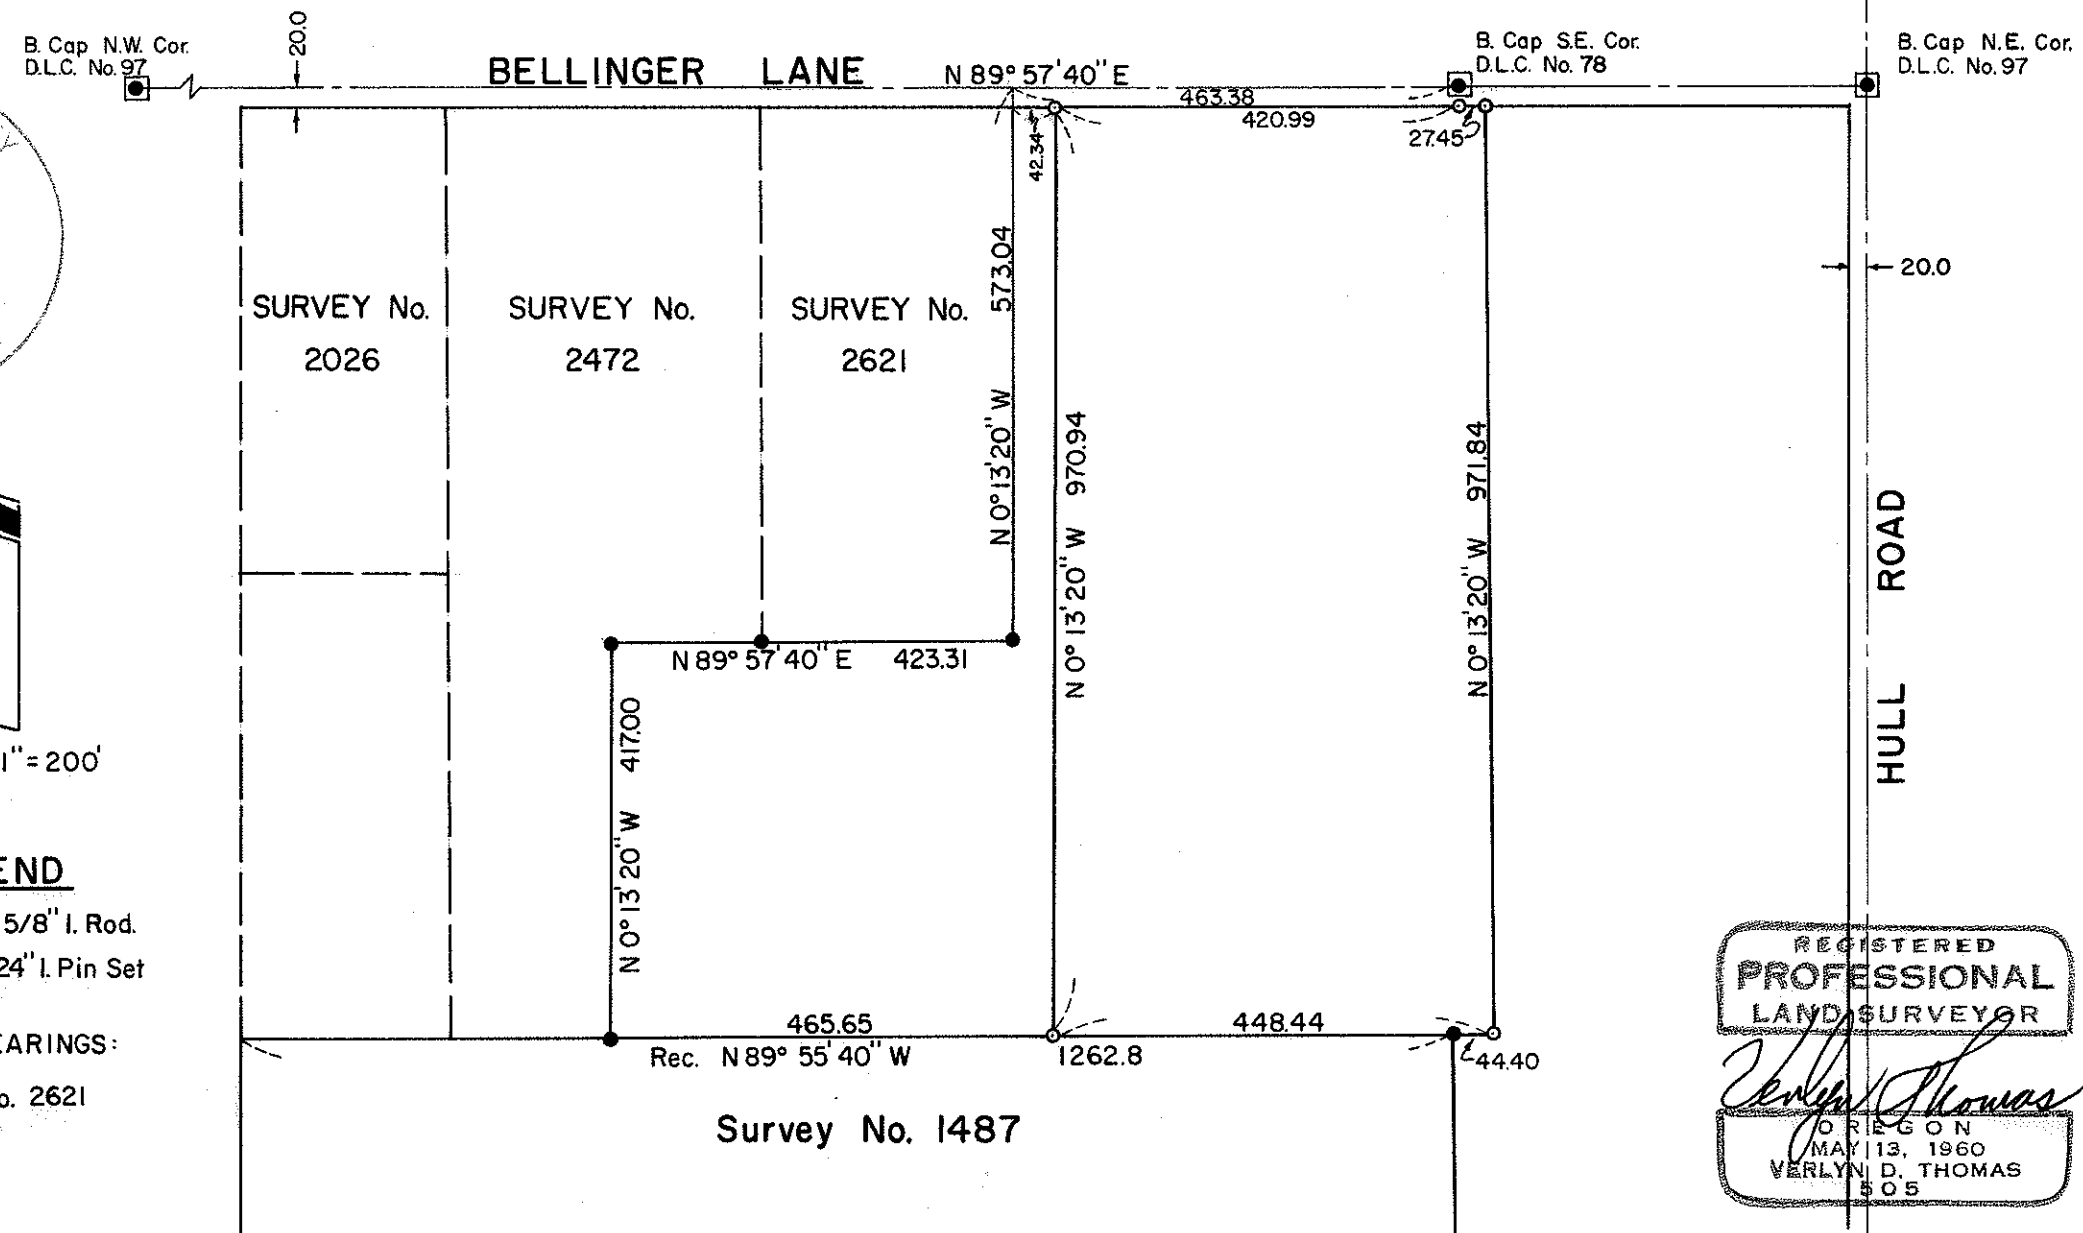 B. Cap N.W. Cor.
D.L.C. No. 97
20.0
BELLINGER LANE
N 89° 57' 40" E
463.38
420.99
B. Cap S.E. Cor.
D.L.C. No. 78
27.45
B. Cap N.E. Cor.
D.L.C. No. 97
42.34
573.04
N 0° 13' 20" W
20.0
SURVEY No.
2026
SURVEY No.
2472
SURVEY No.
2621
N 0° 13' 20" W 970.94
N 0° 13' 20" W 971.84
HULL ROAD
N 89° 57' 40" E 423.31
N 0° 13' 20" W 417.00
1" = 200'
END
5/8" I. Rod.
24" I. Pin Set
EARINGS:
o. 2621
465.65
Rec. N 89° 55' 40" W 1262.8
448.44
44.40
Survey No. 1487
REGISTERED
PROFESSIONAL
LAND SURVEYOR
Verlyn Thomas
OREGON
MAY 13, 1960
VERLYN D. THOMAS
505